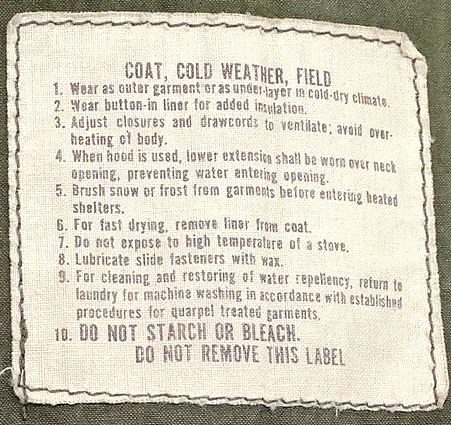 COAT, COLD WEATHER, FIELD
1. Wear as outer garment or as under-layer in cold-dry climate.
2. Wear button-in liner for added insulation.
3. Adjust closures and drawcords to ventilate; avoid over-
heating of body.
4. When hood is used, lower extension shall be worn over neck
opening, preventing water entering opening.
5. Brush snow or frost from garments before entering heated
shelters.
6. For fast drying, remove liner from coat.
7. Do not expose to high temperature of a stove.
8. Lubricate slide fasteners with wax.
9. For cleaning and restoring of water repellency, return to
laundry for machine washing in accordance with established
procedures for quarpel treated garments.
10. DO NOT STARCH OR BLEACH.
DO NOT REMOVE THIS LABEL